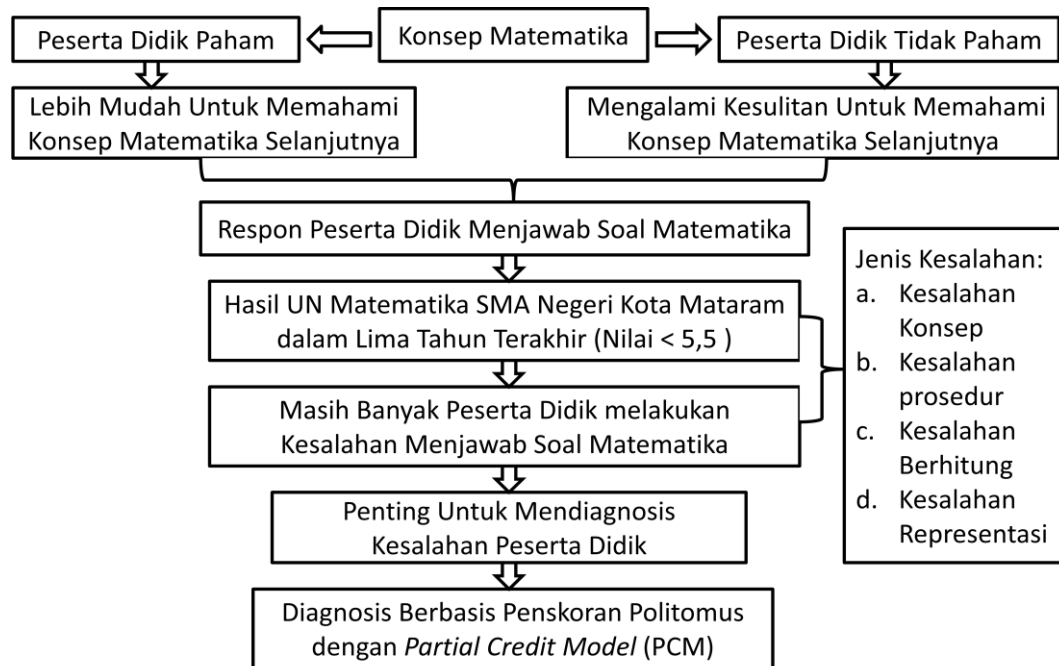 Konsep Matematika
Peserta Didik Paham
Peserta Didik Tidak Paham
Lebih Mudah Untuk Memahami
Konsep Matematika Selanjutnya
Mengalami Kesulitan Untuk Memahami
Konsep Matematika Selanjutnya
Respon Peserta Didik Menjawab Soal Matematika
Hasil UN Matematika SMA Negeri Kota Mataram
dalam Lima Tahun Terakhir (Nilai < 5,5 )
Masih Banyak Peserta Didik melakukan
Kesalahan Menjawab Soal Matematika
Jenis Kesalahan:
a. Kesalahan
Konsep
b. Kesalahan
prosedur
c. Kesalahan
Berhitung
d. Kesalahan
Representasi
Penting Untuk Mendiagnosis
Kesalahan Peserta Didik
Diagnosis Berbasis Penskoran Politomus
dengan Partial Credit Model (PCM)